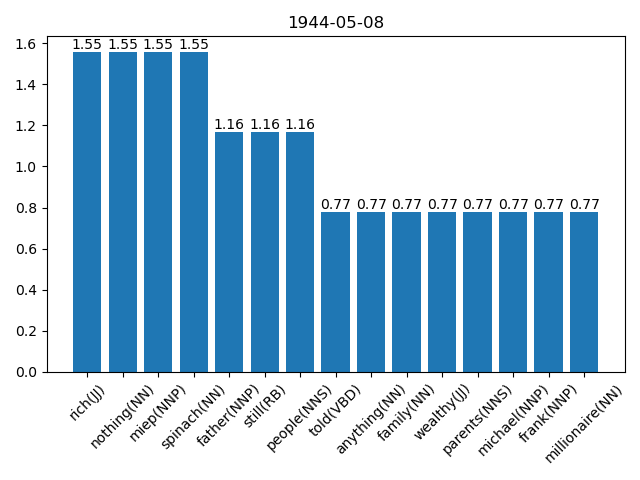 1944-05-08
1.6
1.4
1.2
1.0
0.8
0.6
0.4
0.2
0.0
1.55 1.55 1.55 1.55
1.16 1.16 1.16
0.77 0.77 0.77 0.77 0.77 0.77 0.77 0.77
rich(JJ)
nothing(NN)
miep(NNP)
spinach(NN)
father(NNP)
still(RB)
people(NNS)
told(VBD)
anything(NN)
family(NN)
wealthy(JJ)
parents(NNS)
michael(NNP)
frank(NNP)
millionaire(NN)